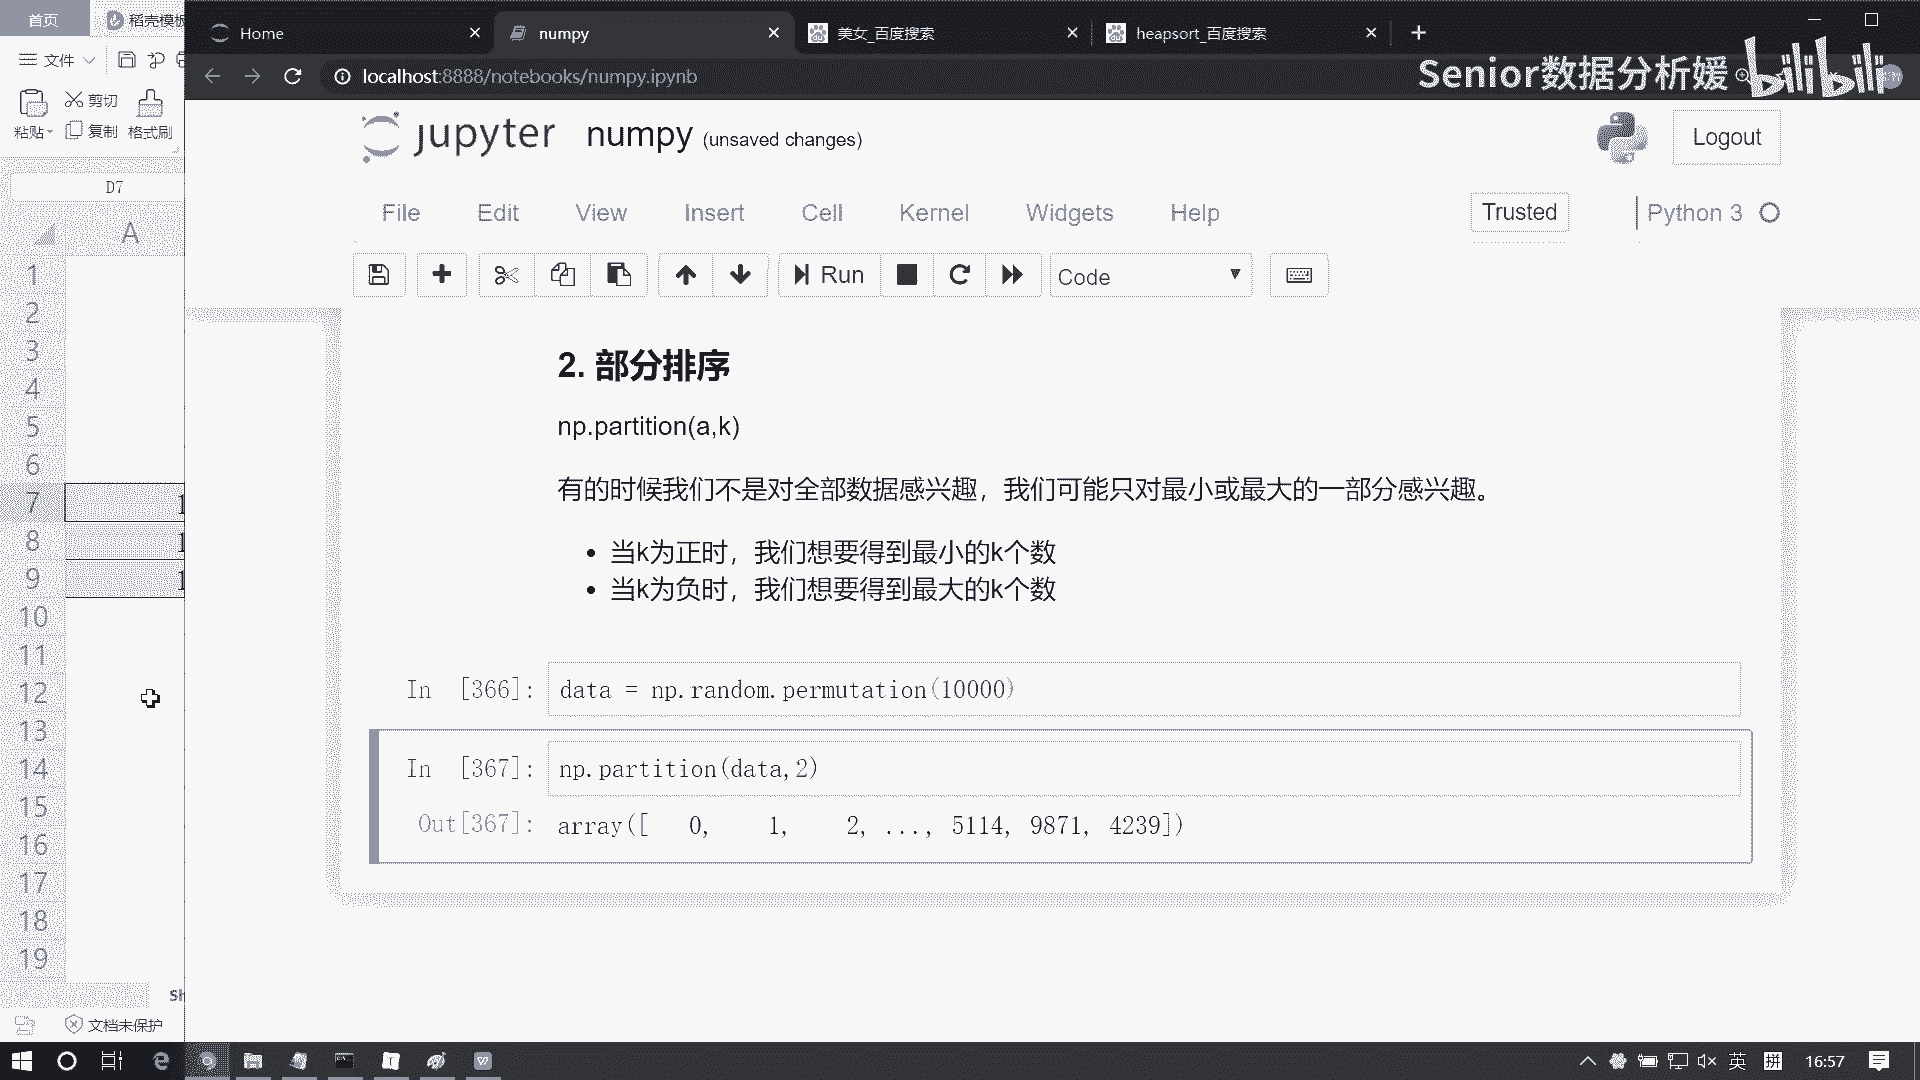 首页
稻壳模板
Home
numpy
美女_百度搜索
heapsort_百度搜索
文件
localhost:8888/notebooks/numpy.ipynb
Senior数据分析媛
bilibili
剪切
粘贴
复制
格式刷
jupyter
numpy (unsaved changes)
Logout
D7
File Edit View Insert Cell Kernel Widgets Help
Trusted
Python 3
A
Run
Code
1
2
3
4
5
6
7
8
9
10
11
12
13
14
15
16
17
18
19
1
1
1
2. 部分排序
np.partition(a,k)
有的时候我们不是对全部数据感兴趣，我们可能只对最小或最大的一部分感兴趣。
• 当k为正时，我们想要得到最小的k个数
• 当k为负时，我们想要得到最大的k个数
In [366]: data = np.random.permutation(10000)
In [367]: np.partition(data,2)
Out[367]: array([ 0, 1, 2, ..., 5114, 9871, 4239])
Sh
文档未保护
英
拼
16:57